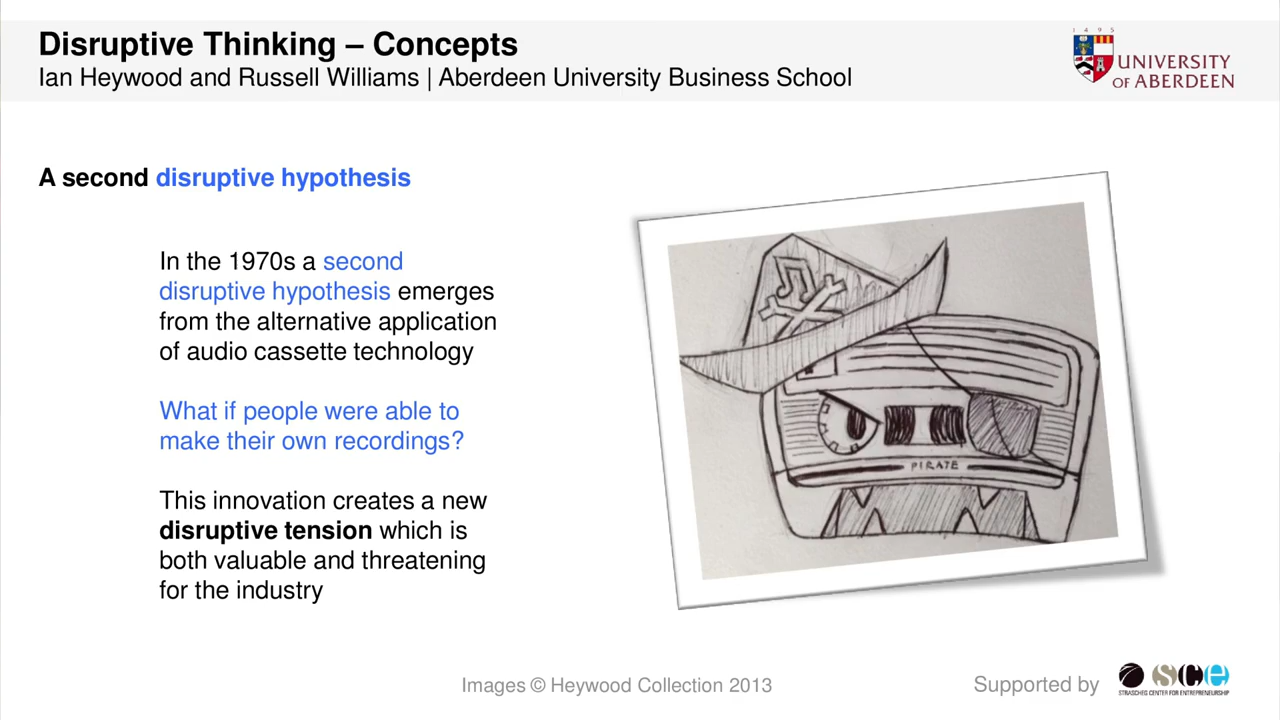 Disruptive Thinking – Concepts
Ian Heywood and Russell Williams | Aberdeen University Business School
1495
UNIVERSITY
OF ABERDEEN
A second disruptive hypothesis
In the 1970s a second
disruptive hypothesis emerges
from the alternative application
of audio cassette technology
What if people were able to
make their own recordings?
This innovation creates a new
disruptive tension which is
both valuable and threatening
for the industry
PIRATE
Images © Heywood Collection 2013
Supported by
sce
STRASCHEG CENTER FOR ENTREPRENEURSHIP